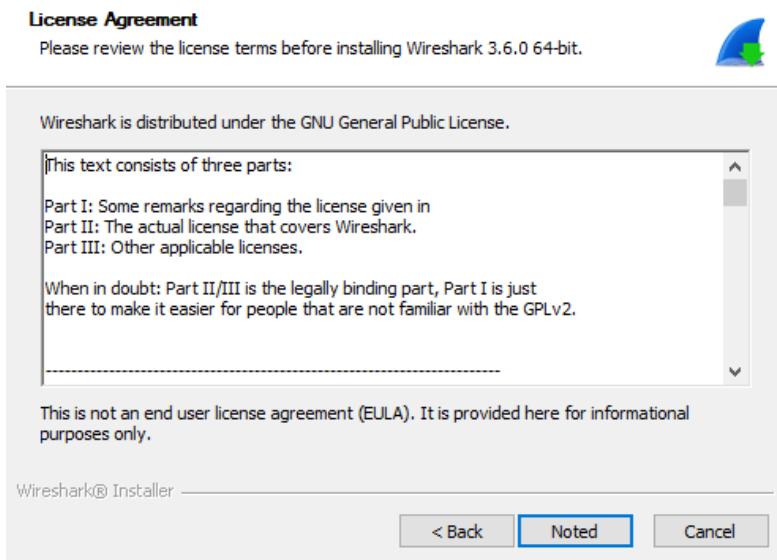 License Agreement
Please review the license terms before installing Wireshark 3.6.0 64-bit.
Wireshark is distributed under the GNU General Public License.
This text consists of three parts:
Part I: Some remarks regarding the license given in
Part II: The actual license that covers Wireshark.
Part III: Other applicable licenses.
When in doubt: Part II/III is the legally binding part, Part I is just
there to make it easier for people that are not familiar with the GPLv2.
------------------------------------------------------------------------
This is not an end user license agreement (EULA). It is provided here for informational
purposes only.
Wireshark® Installer
< Back Noted Cancel